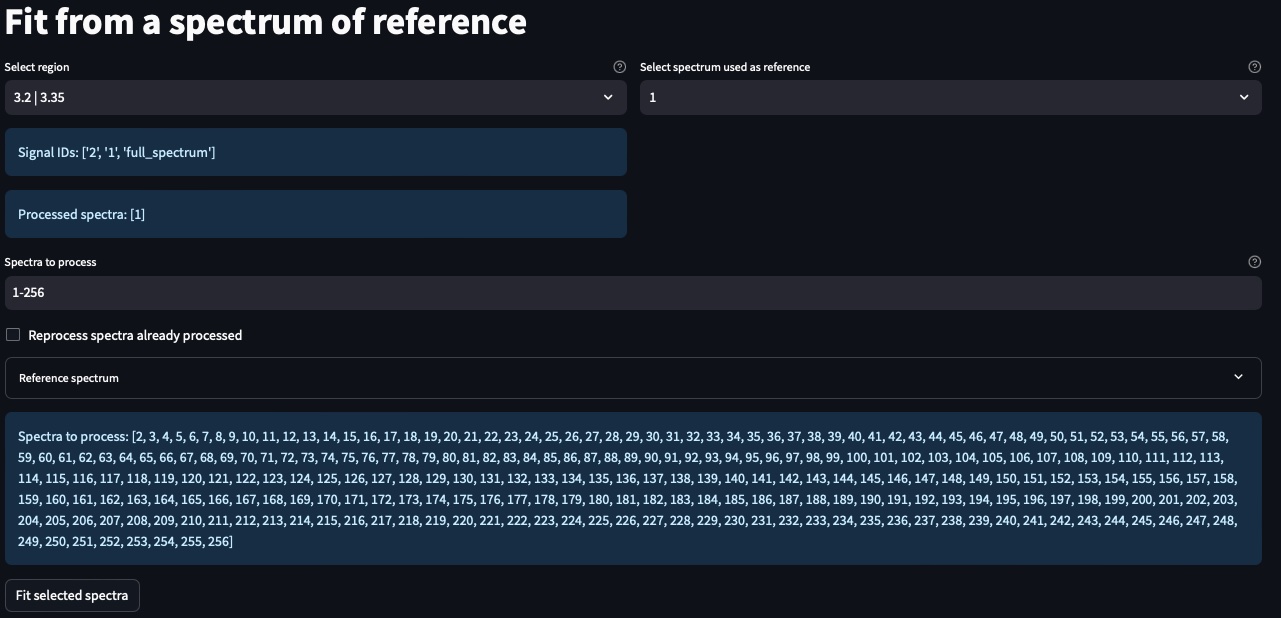 Fit from a spectrum of reference
Select region
Select spectrum used as reference
3.2 | 3.35
1
Signal IDs: ['2', '1', 'full_spectrum']
Processed spectra: [1]
Spectra to process
1-256
Reprocess spectra already processed
Reference spectrum
Spectra to process: [2, 3, 4, 5, 6, 7, 8, 9, 10, 11, 12, 13, 14, 15, 16, 17, 18, 19, 20, 21, 22, 23, 24, 25, 26, 27, 28, 29, 30, 31, 32, 33, 34, 35, 36, 37, 38, 39, 40, 41, 42, 43, 44, 45, 46, 47, 48, 49, 50, 51, 52, 53, 54, 55, 56, 57, 58,
59, 60, 61, 62, 63, 64, 65, 66, 67, 68, 69, 70, 71, 72, 73, 74, 75, 76, 77, 78, 79, 80, 81, 82, 83, 84, 85, 86, 87, 88, 89, 90, 91, 92, 93, 94, 95, 96, 97, 98, 99, 100, 101, 102, 103, 104, 105, 106, 107, 108, 109, 110, 111, 112, 113,
114, 115, 116, 117, 118, 119, 120, 121, 122, 123, 124, 125, 126, 127, 128, 129, 130, 131, 132, 133, 134, 135, 136, 137, 138, 139, 140, 141, 142, 143, 144, 145, 146, 147, 148, 149, 150, 151, 152, 153, 154, 155, 156, 157, 158,
159, 160, 161, 162, 163, 164, 165, 166, 167, 168, 169, 170, 171, 172, 173, 174, 175, 176, 177, 178, 179, 180, 181, 182, 183, 184, 185, 186, 187, 188, 189, 190, 191, 192, 193, 194, 195, 196, 197, 198, 199, 200, 201, 202, 203,
204, 205, 206, 207, 208, 209, 210, 211, 212, 213, 214, 215, 216, 217, 218, 219, 220, 221, 222, 223, 224, 225, 226, 227, 228, 229, 230, 231, 232, 233, 234, 235, 236, 237, 238, 239, 240, 241, 242, 243, 244, 245, 246, 247, 248,
249, 250, 251, 252, 253, 254, 255, 256]
Fit selected spectra